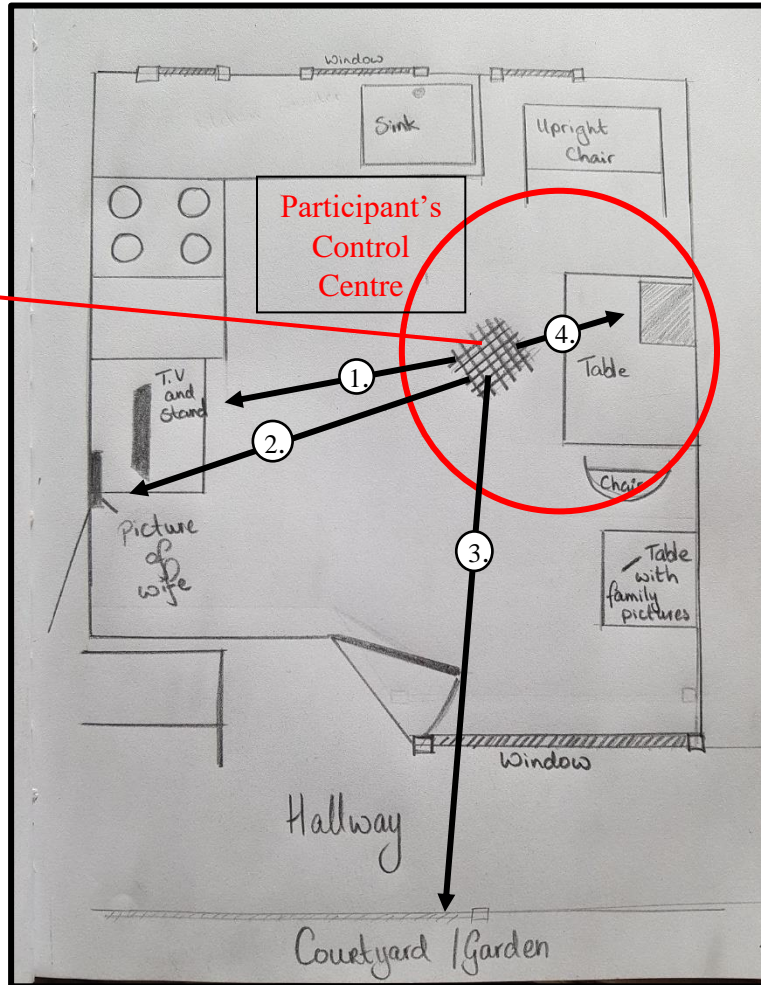 Window
Sink
Upright
Chair
Participant's
Control
Centre
4.
Table
T.V
and
stand
1.
2.
Chair
picture
of
wife
3.
Table
with
family
pictures
Window
Hallway
Courtyard / Garden